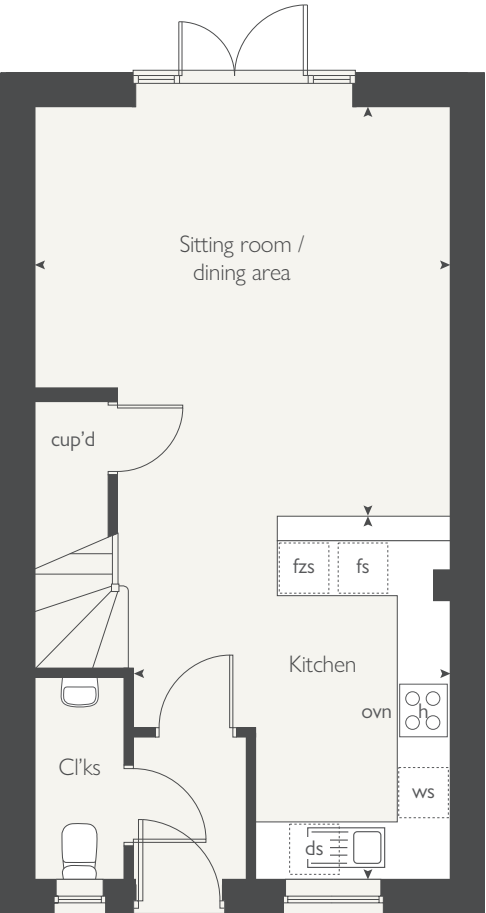 Sitting room /
dining area
cup'd
fzs fs
Kitchen
ovn h
Cl'ks
ws
ds